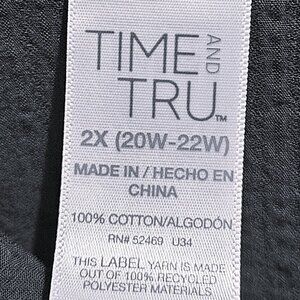 TIME AND
TRU™
2X (20W-22W)
MADE IN / HECHO EN
CHINA
100% COTTON/ALGODÓN
RN# 52469 U34
THIS LABEL YARN IS MADE
OUT OF 100% RECYCLED
POLYESTER MATERIALS